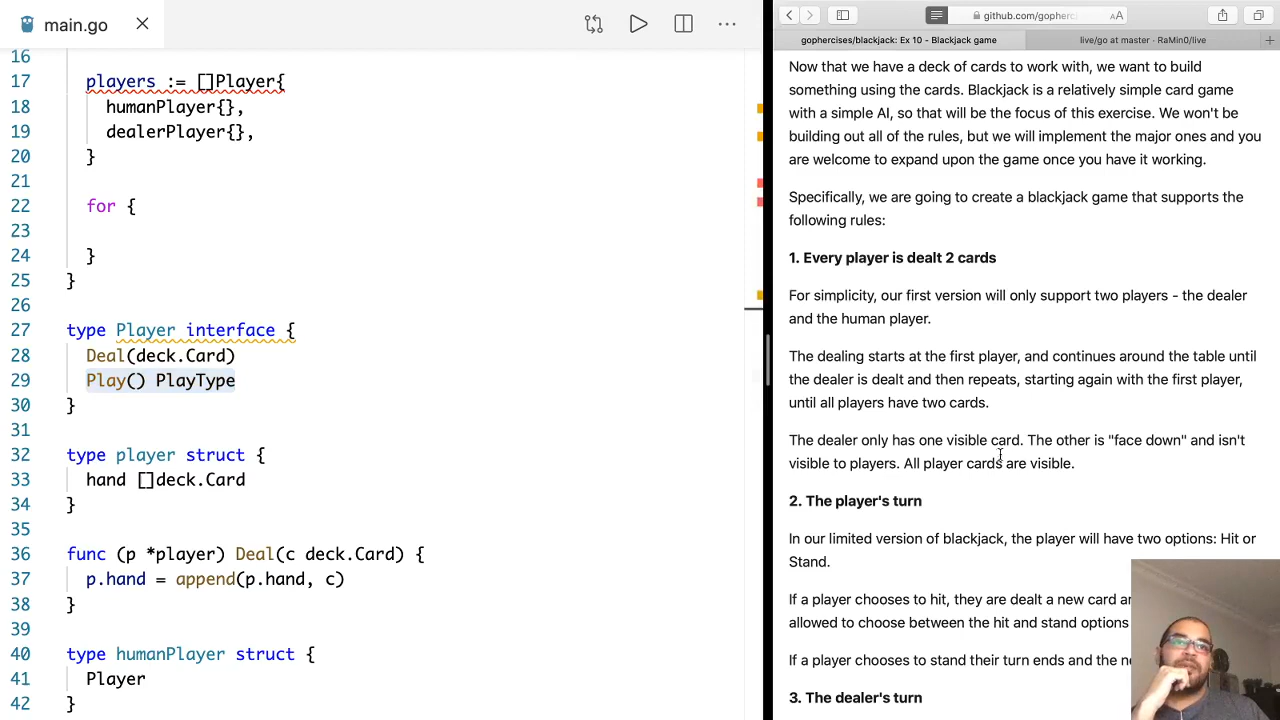 main.go
16
17 players := []Player{
18 humanPlayer{},
19 dealerPlayer{},
20 }
21
22 for {
23
24 }
25 }
26
27 type Player interface {
28 Deal(deck.Card)
29 Play() PlayType
30 }
31
32 type player struct {
33 hand []deck.Card
34 }
35
36 func (p *player) Deal(c deck.Card) {
37 p.hand = append(p.hand, c)
38 }
39
40 type humanPlayer struct {
41 Player
42 }
github.com/gopherc
AA
gophercises/blackjack: Ex 10 - Blackjack game
live/go at master · RaMin0/live
Now that we have a deck of cards to work with, we want to build
something using the cards. Blackjack is a relatively simple card game
with a simple AI, so that will be the focus of this exercise. We won't be
building out all of the rules, but we will implement the major ones and you
are welcome to expand upon the game once you have it working.
Specifically, we are going to create a blackjack game that supports the
following rules:
1. Every player is dealt 2 cards
For simplicity, our first version will only support two players - the dealer
and the human player.
The dealing starts at the first player, and continues around the table until
the dealer is dealt and then repeats, starting again with the first player,
until all players have two cards.
The dealer only has one visible card. The other is "face down" and isn't
visible to players. All player cards are visible.
2. The player's turn
In our limited version of blackjack, the player will have two options: Hit or
Stand.
If a player chooses to hit, they are dealt a new card
allowed to choose between the hit and stand options
If a player chooses to stand their turn ends and the
3. The dealer's turn